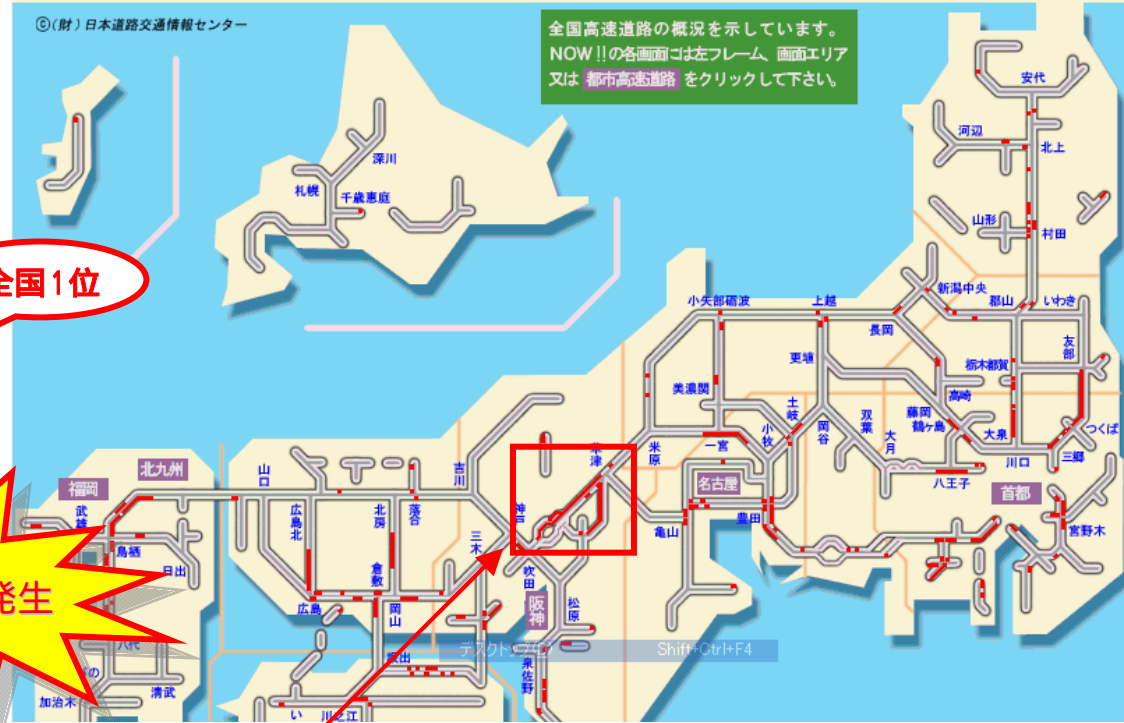 ©(財)日本道路交通情報センター
全国高速道路の概況を示しています。
NOW!!の各画面には左フレーム、画面エリア
又は 都市高速道路 をクリックして下さい。
安代
河辺
北上
深川
札幌
千歳恵庭
山形
村田
全国1位
新潟中央
郡山
いわき
小矢部砺波
上越
長岡
友部
更埴
栃木都賀
美濃関
高崎
土岐
藤岡
鶴ヶ島
双葉
大月
小牧
岡谷
大泉
つくば
一宮
米原
草津
川口
三郷
八王子
北九州
山口
吉川
名古屋
首都
福岡
武雄
広島北
北房
落合
神戸
豊田
亀山
宮野木
三木
鳥栖
日出
倉敷
吹田
発生
広島
岡山
阪神
松原
デスクトップ
Shift+Ctrl+F4
八代
坂出
泉佐野
の
清武
加治木
い
川之江